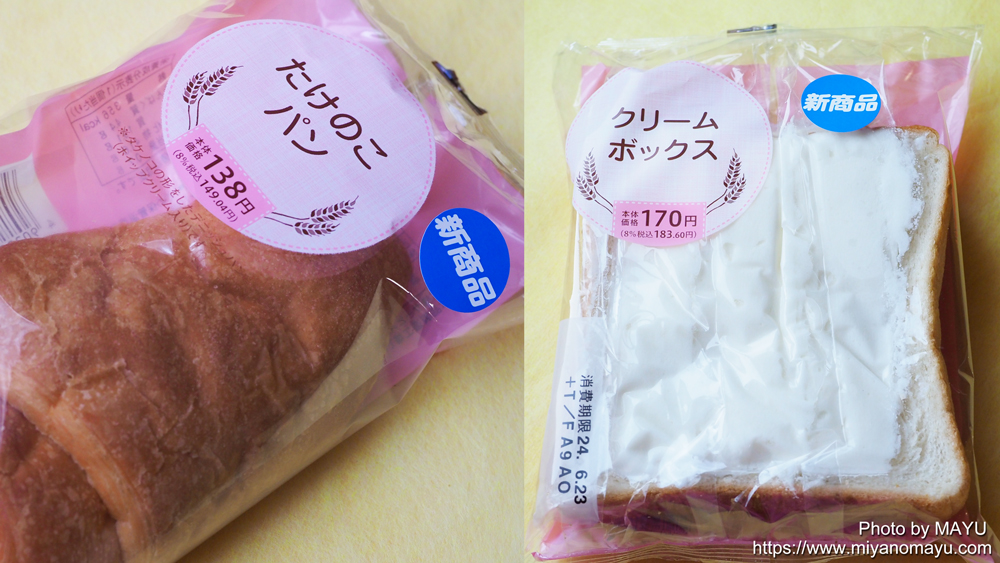 たけのこ
パン
本体
価格
138円
(8%税込149.04円)
新商品
クリーム
ボックス
本体
価格
170円
(8%税込183.60円)
新商品
消費期限24. 6.23
+T/FA9AO
Photo by MAYU
https://www.miyanomayu.com